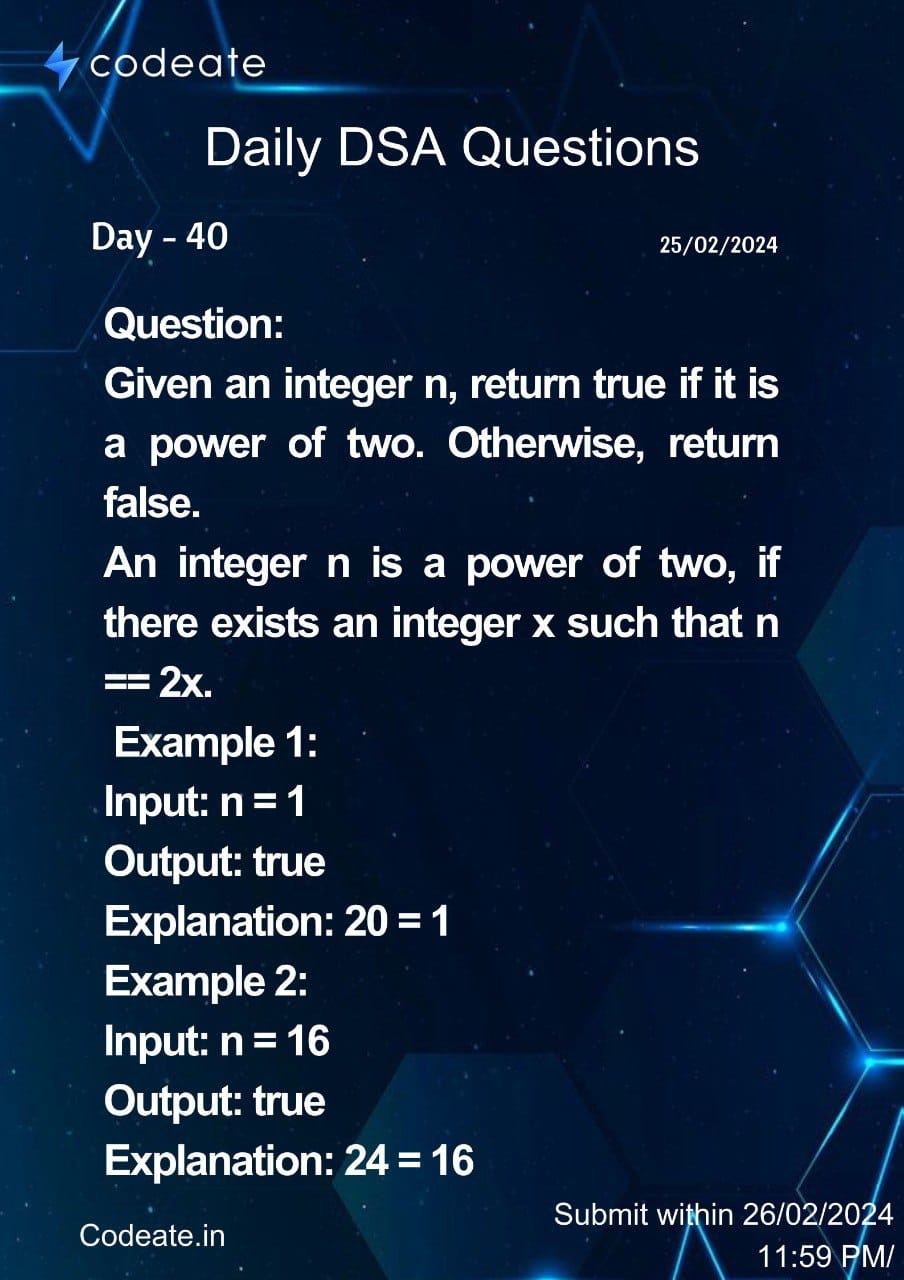 codeate
Daily DSA Questions
Day - 40
25/02/2024
Question:
Given an integer n, return true if it is
a power of two. Otherwise, return
false.
An integer n is a power of two, if
there exists an integer x such that n
== 2x.
Example 1:
Input: n = 1
Output: true
Explanation: 20 = 1
Example 2:
Input: n = 16
Output: true
Explanation: 24 = 16
Codeate.in
Submit within 26/02/2024
11:59 PM/